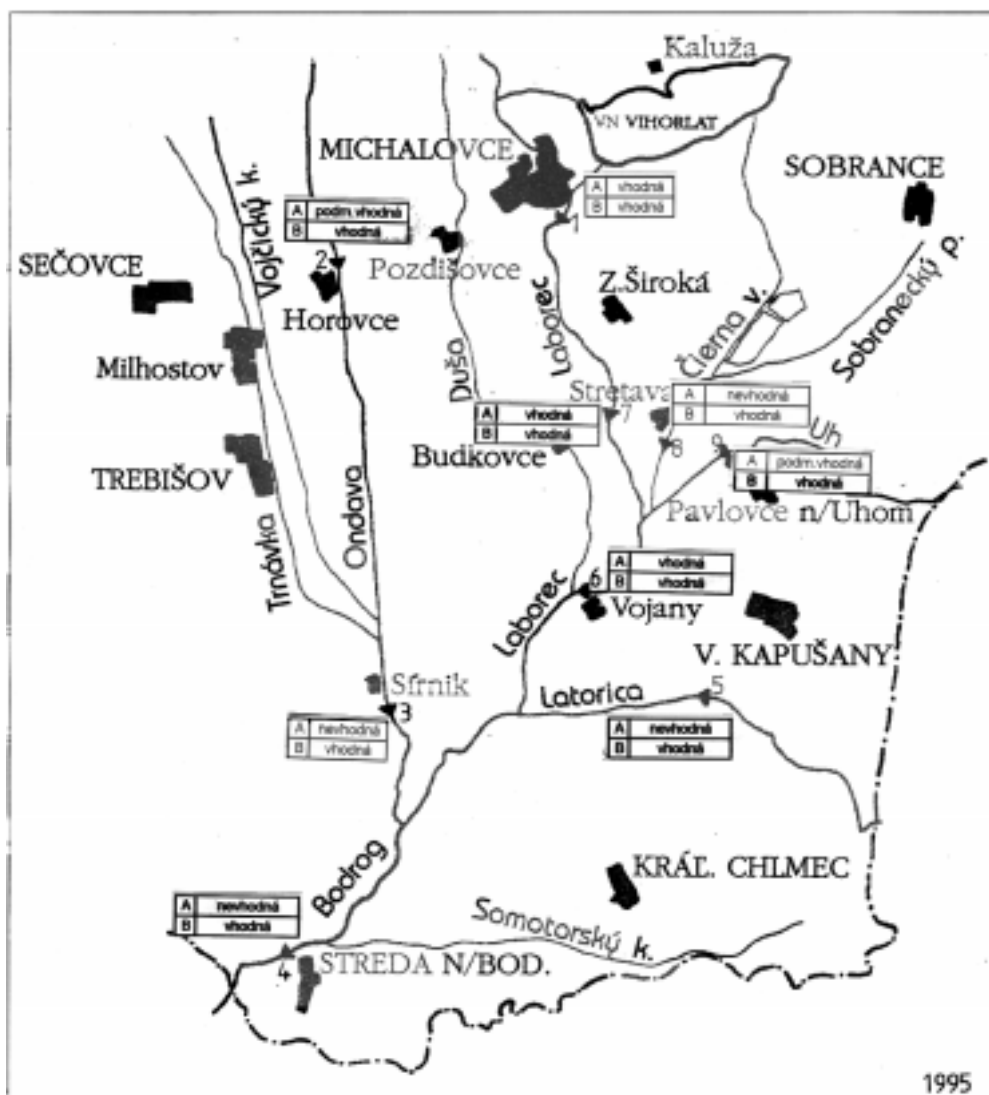 Kaluža
VN VIHORLAT
MICHALOVCE
SOBRANCE
A vhodná
B vhodná
1
Vojčický k.
A podm.vhodná
B vhodná
2
SEČOVCE
Horovce
Pozdišovce
Laborec
Z.Široká
Čierna v.
Sobranecký p.
Milhostov
Duša
Stretava
A nevhodná
B vhodná
A vhodná
B vhodná
7
8
9
Uh
Budkovce
A podm.vhodná
B vhodná
TREBIŠOV
Ondava
Pavlovce n/Uhom
Trnávka
A vhodná
B vhodná
Laborec
6
Vojany
V. KAPUŠANY
Sírnik
3
Latorica
5
A nevhodná
B vhodná
A nevhodná
B vhodná
Bodrog
KRÁĽ. CHLMEC
A nevhodná
B vhodná
Somotorský k.
4
STREDA N/BOD.
1995